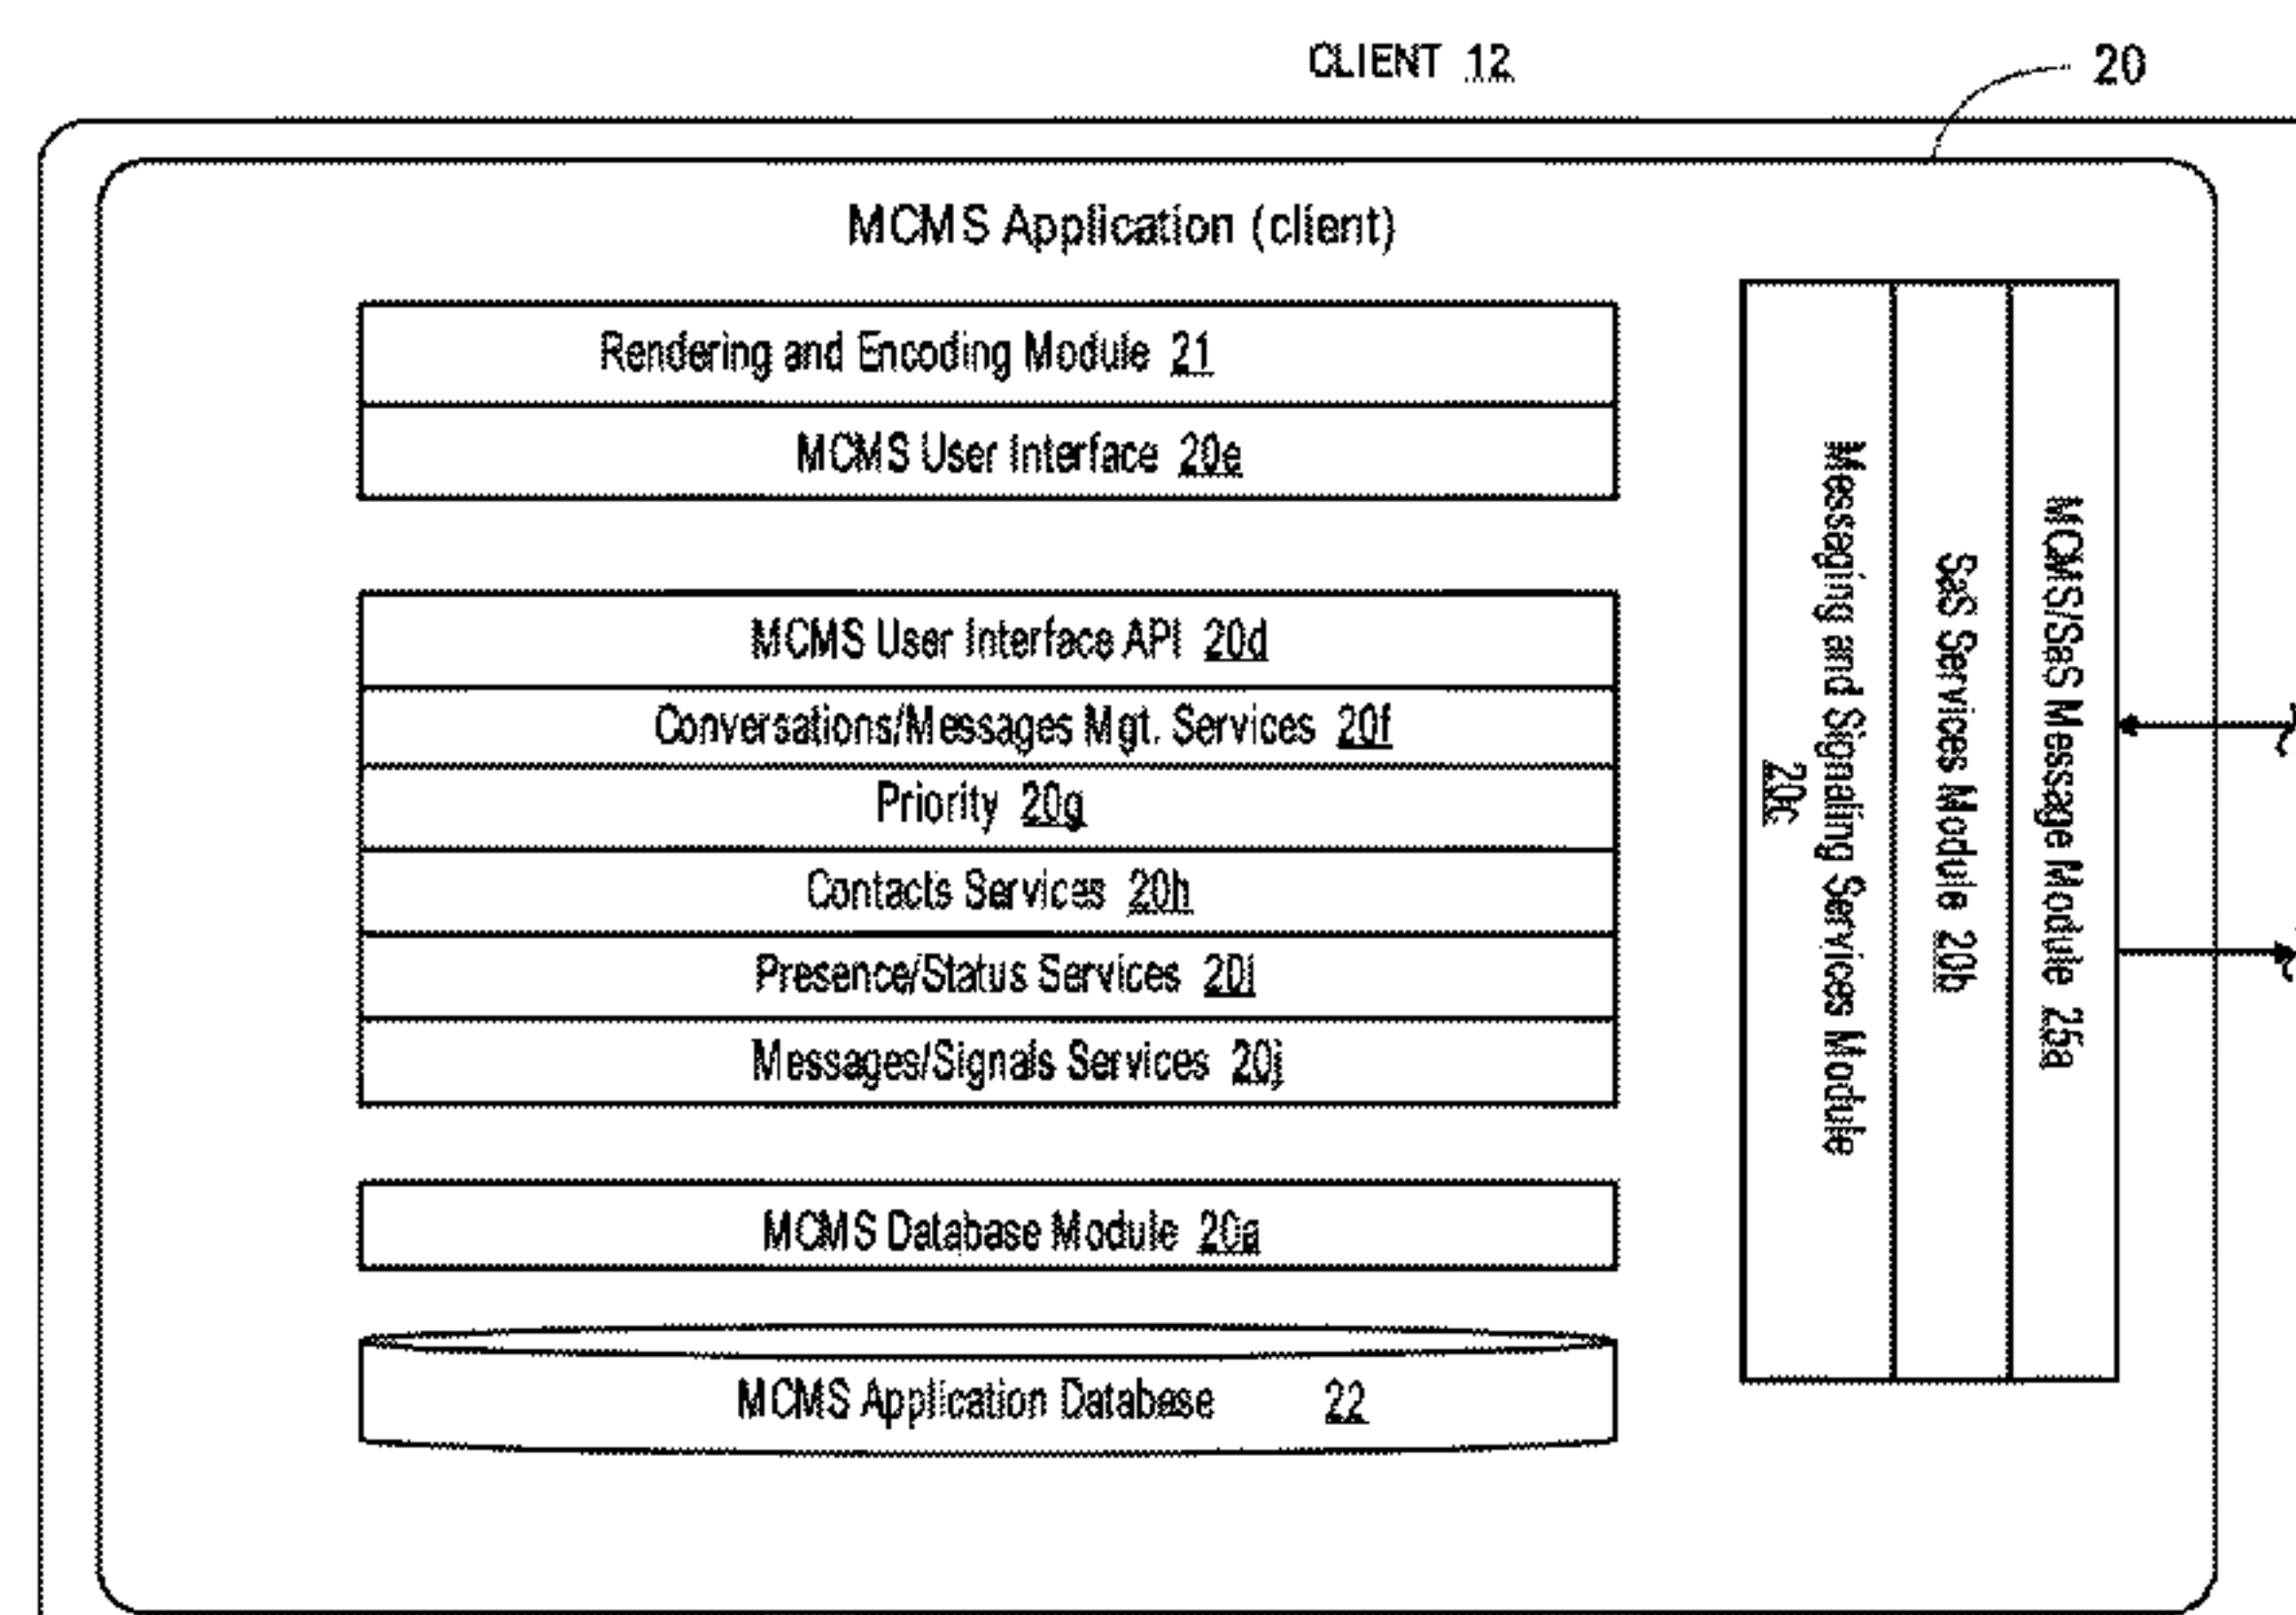 CLIENT 12
20
MCMS Application (client)
Rendering and Encoding Module 21
MCMS User Interface 20e
MCMS User Interface API 20d
Conversations/Messages Mgt. Services 20f
Priority 20g
Contacts Services 20h
Presence/Status Services 20i
Messages/Signals Services 20j
MCMS Database Module 20a
MCMS Application Database 22
Messaging and Signaling Services Module
20c
SaS Services Module 20b
MCMS/SaS Message Module 26a